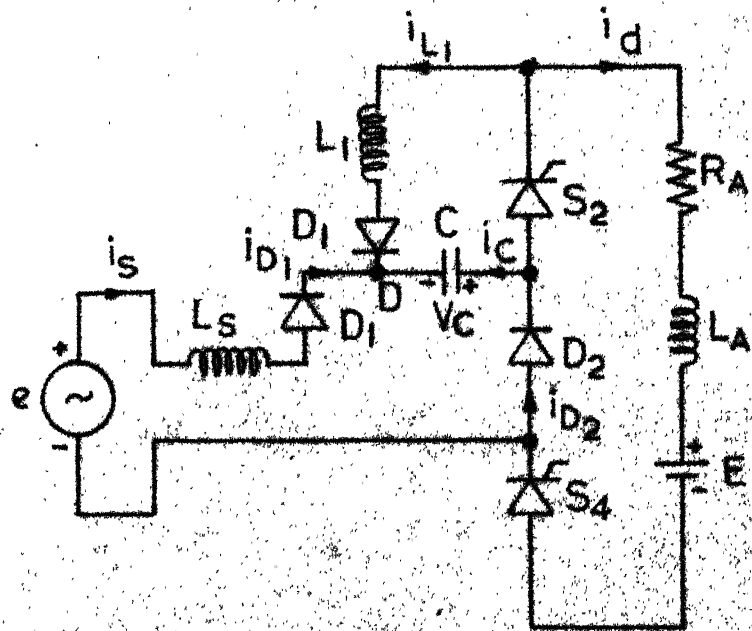 iL1
id
L1
RA
S2
D1
C
iC
iD1
iS
D
- +
VC
LS
D1
D2
LA
+
e
~
-
iD2
+
E
-
S4